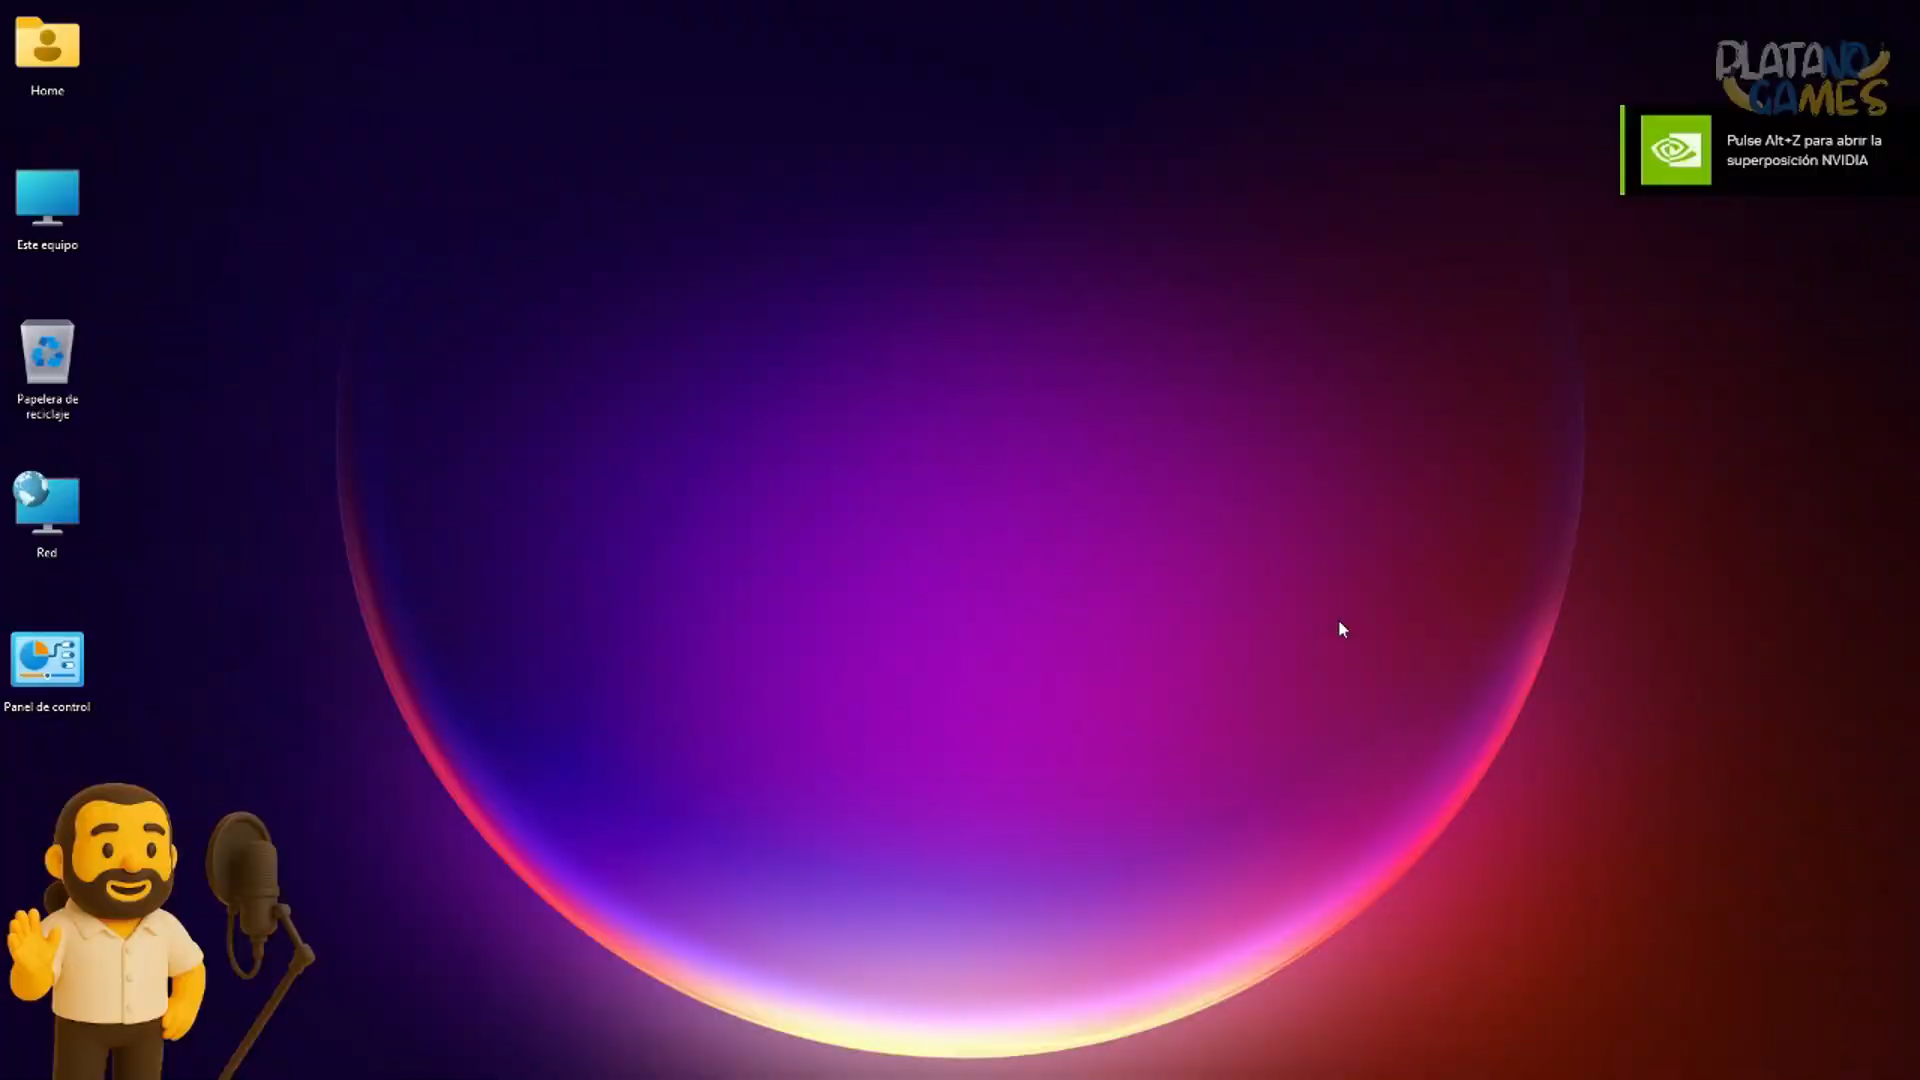 Home
Este equipo
Papelera de
reciclaje
Red
Panel de control
PLATANO
GAMES
Pulse Alt+Z para abrir la
superposición NVIDIA